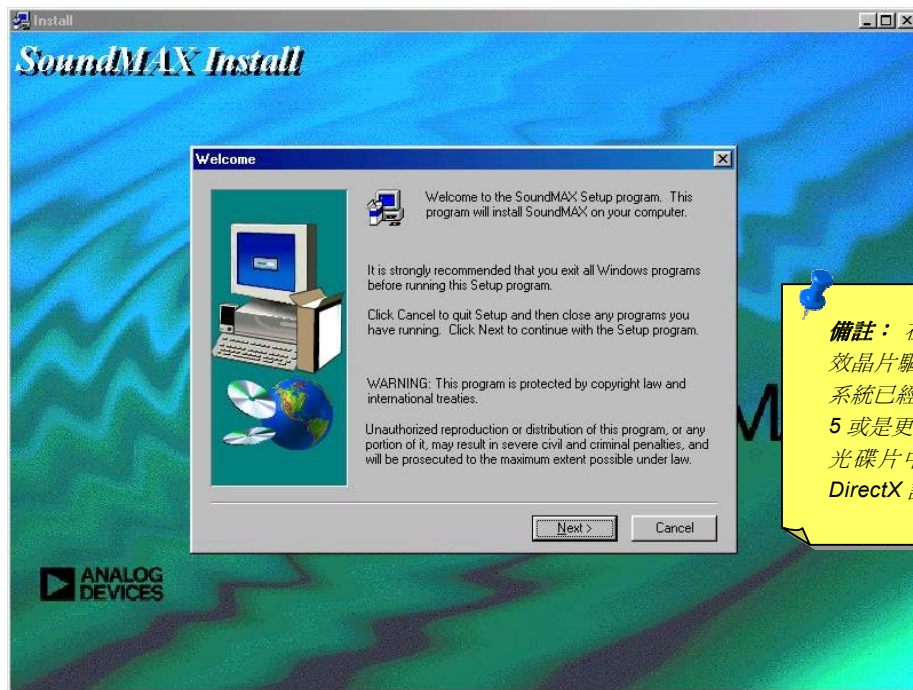 Install
SoundMAX Install
Welcome
Welcome to the SoundMAX Setup program. This
program will install SoundMAX on your computer.
It is strongly recommended that you exit all Windows programs
before running this Setup program.
Click Cancel to quit Setup and then close any programs you
have running. Click Next to continue with the Setup program.
WARNING: This program is protected by copyright law and
international treaties.
Unauthorized reproduction or distribution of this program, or any
portion of it, may result in severe civil and criminal penalties, and
will be prosecuted to the maximum extent possible under law.
Next >
Cancel
備註：
效晶片驅
系統已經
5 或是更
光碟片中
DirectX
ANALOG
DEVICES